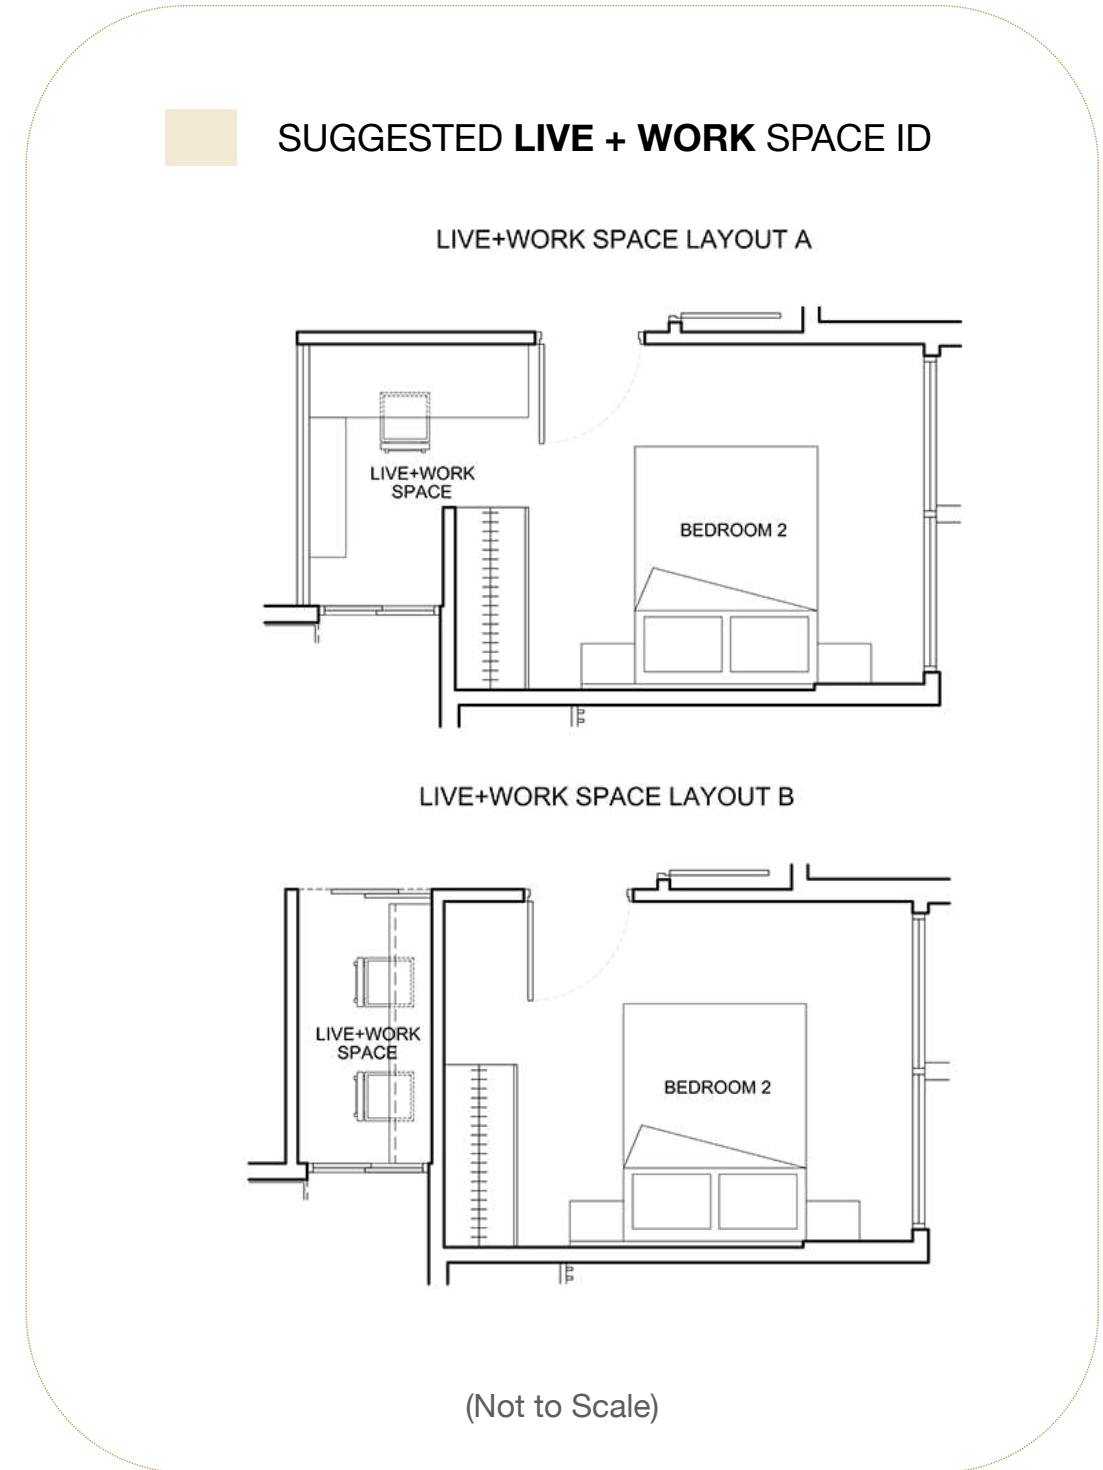 SUGGESTED LIVE + WORK SPACE ID
LIVE+WORK SPACE LAYOUT A
LIVE+WORK
SPACE
BEDROOM 2
LIVE+WORK SPACE LAYOUT B
LIVE+WORK
SPACE
BEDROOM 2
(Not to Scale)